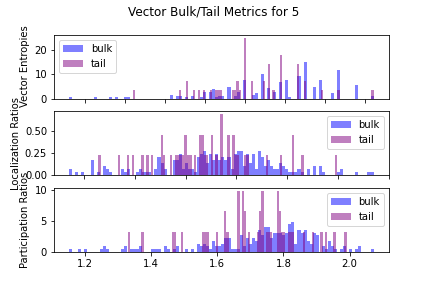 Vector Bulk/Tail Metrics for 5
Vector Entropies
20
10
0
bulk
tail
Localization Ratios
0.50
0.25
0.00
bulk
tail
Participation Ratios
10
5
0
bulk
tail
1.2 1.4 1.6 1.8 2.0